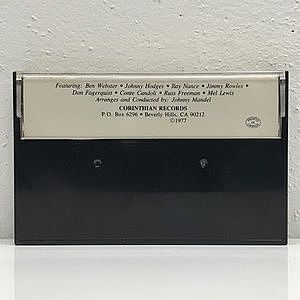 Featuring: Ben Webster • Johnny Hodges • Ray Nance • Jimmy Rowles •
Don Fagerquist • Conte Candoli • Russ Freeman • Mel Lewis
Arranges and Conducted by: Johnny Mandel
CORINTHIAN RECORDS
P.O. Box 6296 • Beverly Hills, CA 90212
©1977